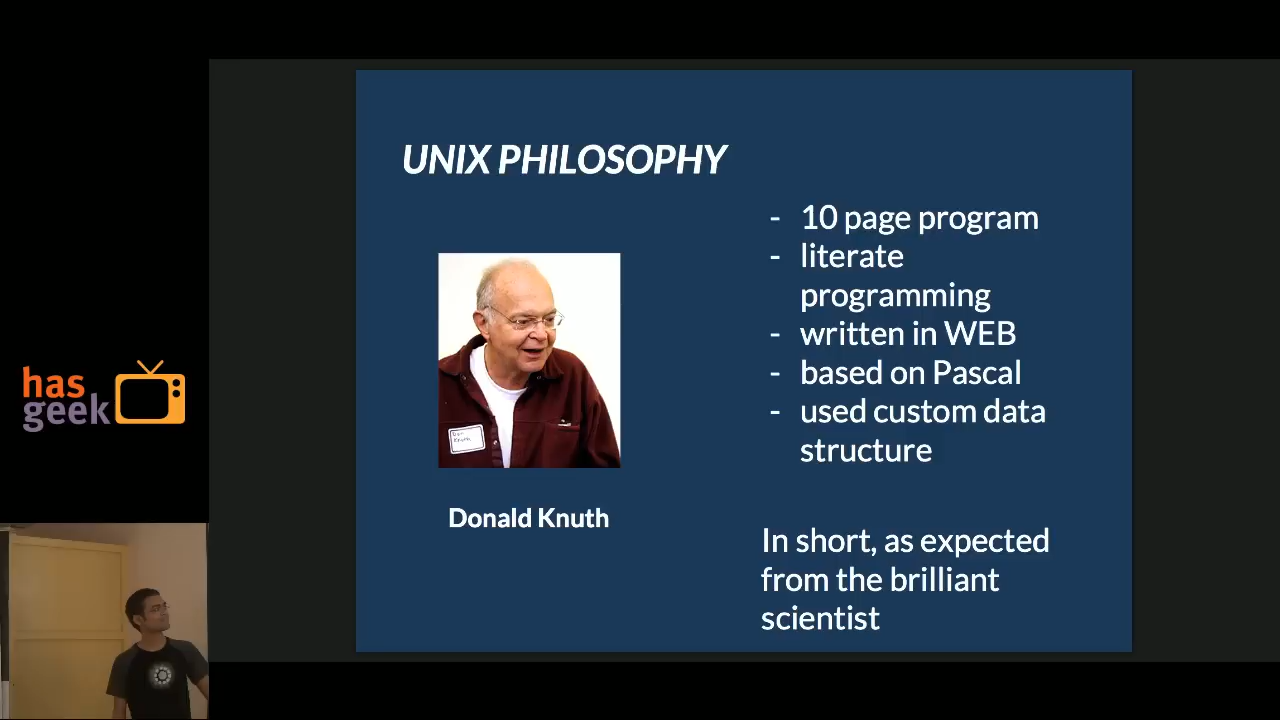 UNIX PHILOSOPHY
- 10 page program
- literate
programming
- written in WEB
- based on Pascal
- used custom data
structure
Donald Knuth
In short, as expected
from the brilliant
scientist
has
geek